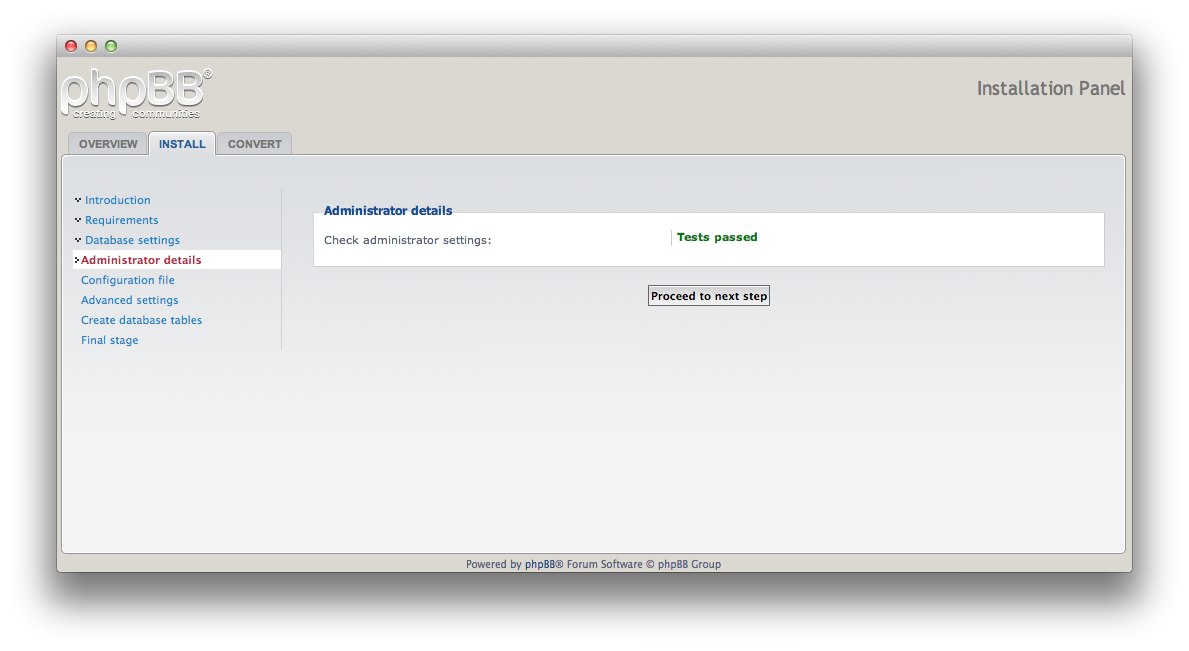 phpBB®
creating communities
Installation Panel
OVERVIEW INSTALL CONVERT
Introduction
Requirements
Database settings
Administrator details
Configuration file
Advanced settings
Create database tables
Final stage
Administrator details
Check administrator settings: Tests passed
Proceed to next step
Powered by phpBB® Forum Software © phpBB Group